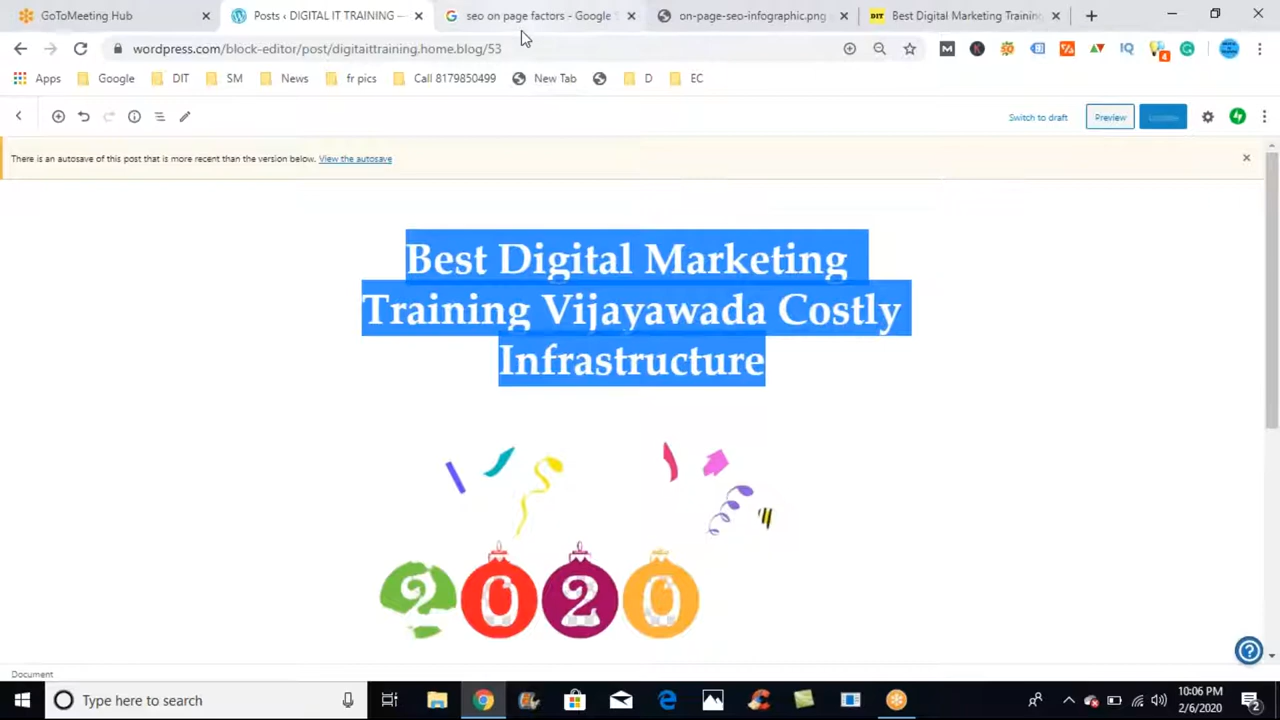 GoToMeeting Hub
Posts ‹ DIGITAL IT TRAINING —
seo on page factors - Google
on-page-seo-infographic.png
DIT Best Digital Marketing Training
wordpress.com/block-editor/post/digitaittraining.home.blog/53
Apps Google DIT SM News fr pics Call 8179850499 New Tab D EC
Switch to draft Preview
There is an autosave of this post that is more recent than the version below. View the autosave
Best Digital Marketing
Training Vijayawada Costly
Infrastructure
2020
Document
Type here to search
10:06 PM
2/6/2020